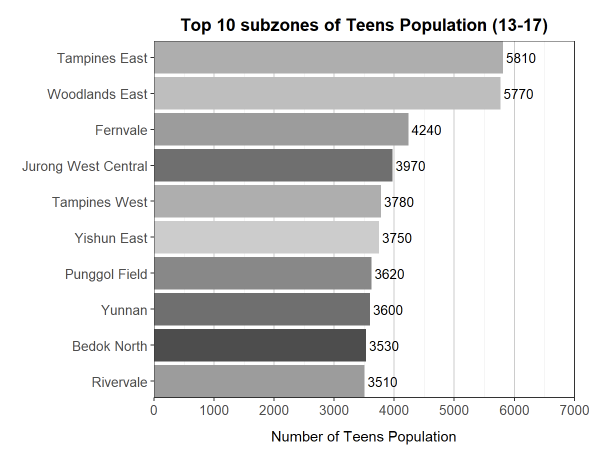 Top 10 subzones of Teens Population (13-17)
Tampines East 5810
Woodlands East 5770
Fernvale 4240
Jurong West Central 3970
Tampines West 3780
Yishun East 3750
Punggol Field 3620
Yunnan 3600
Bedok North 3530
Rivervale 3510
0 1000 2000 3000 4000 5000 6000 7000
Number of Teens Population